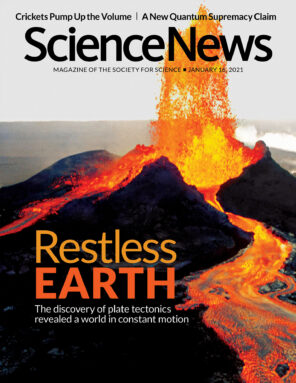 Crickets Pump Up the Volume | A New Quantum Supremacy Claim
ScienceNews
MAGAZINE OF THE SOCIETY FOR SCIENCE ■ JANUARY 16, 2021
Restless
EARTH
The discovery of plate tectonics
revealed a world in constant motion